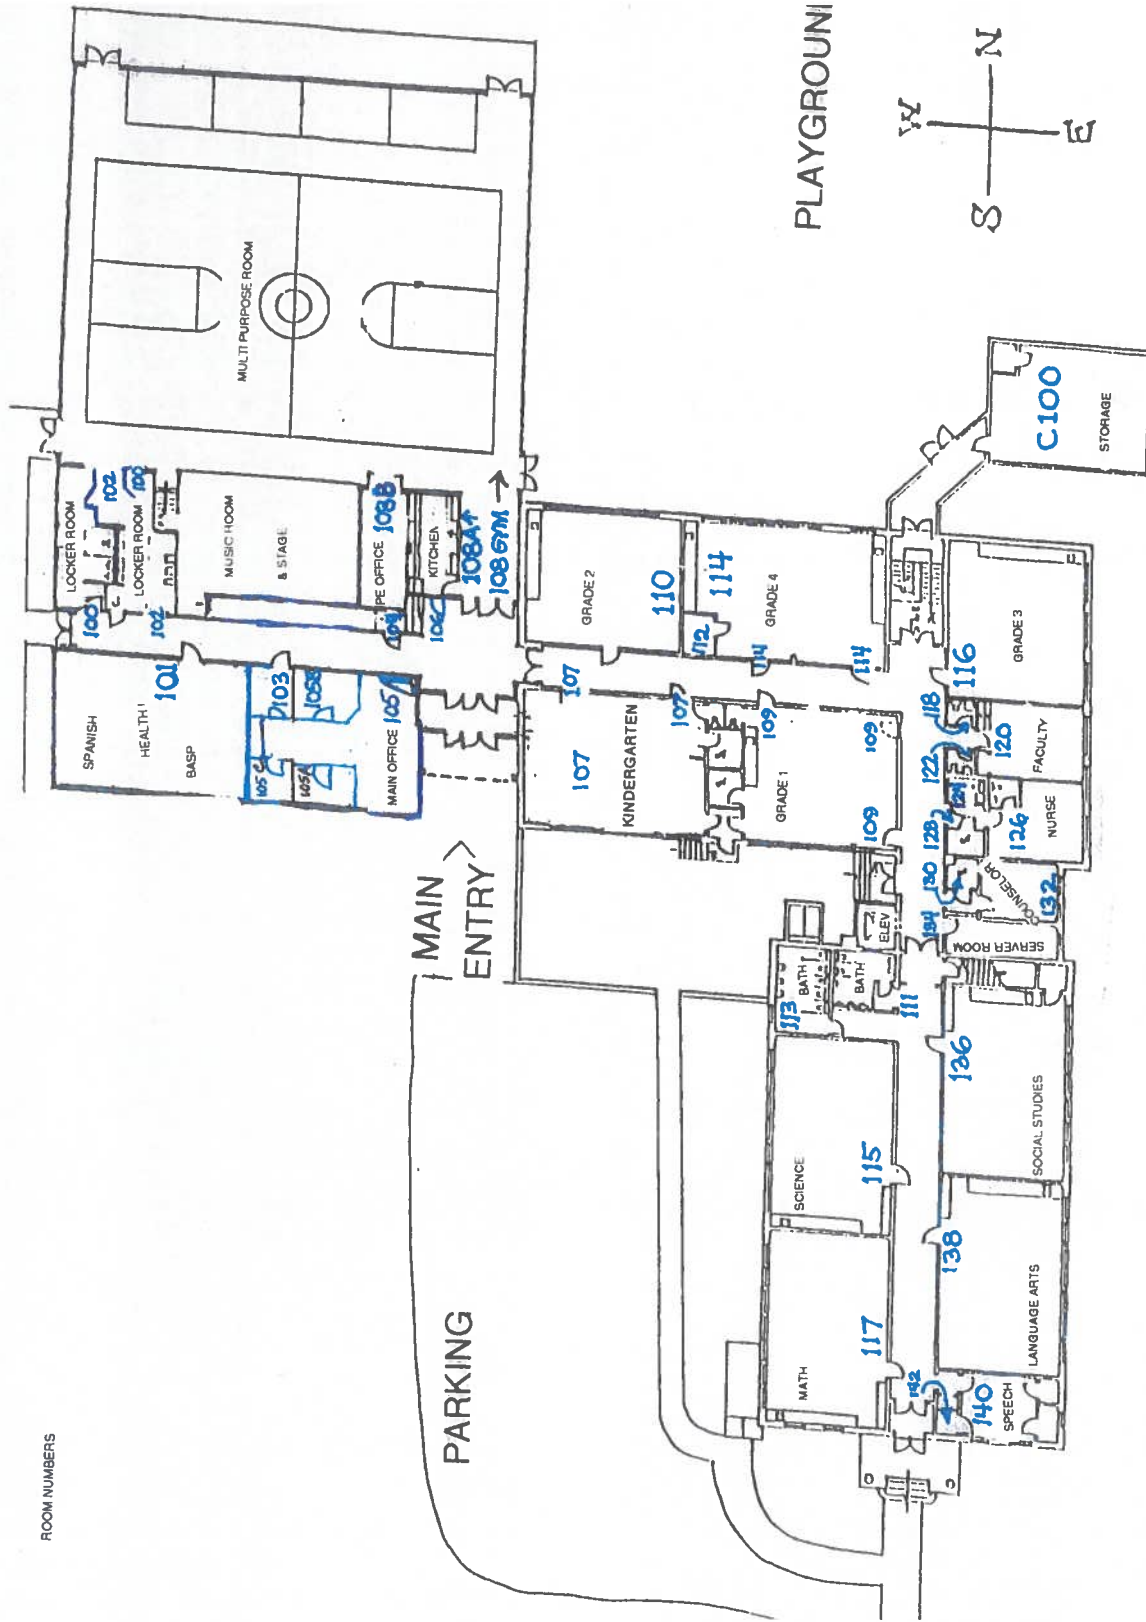 ROOM NUMBERS
PARKING
MAIN
ENTRY
PLAYGROUN
N
S
W
E
MULTI PURPOSE ROOM
LOCKER ROOM
102
100
LOCKER ROOM
100
102
MUSIC ROOM
& STAGE
PE OFFICE
108B
104
KITCHEN
106C
108A
108 GYM
SPANISH
HEALTH
BASP
101
103
105B
105C
105A
MAIN OFFICE
105
KINDERGARTEN
107
107
107
GRADE 1
109
109
109
GRADE 2
110
112
GRADE 4
114
114
114
GRADE 3
116
118
FACULTY
120
122
124
NURSE
126
128
130
COUNSELOR
132
134
SERVER ROOM
ELEV
BATH
BATH
113
111
SCIENCE
115
MATH
117
SOCIAL STUDIES
136
LANGUAGE ARTS
138
SPEECH
140
142
C100
STORAGE